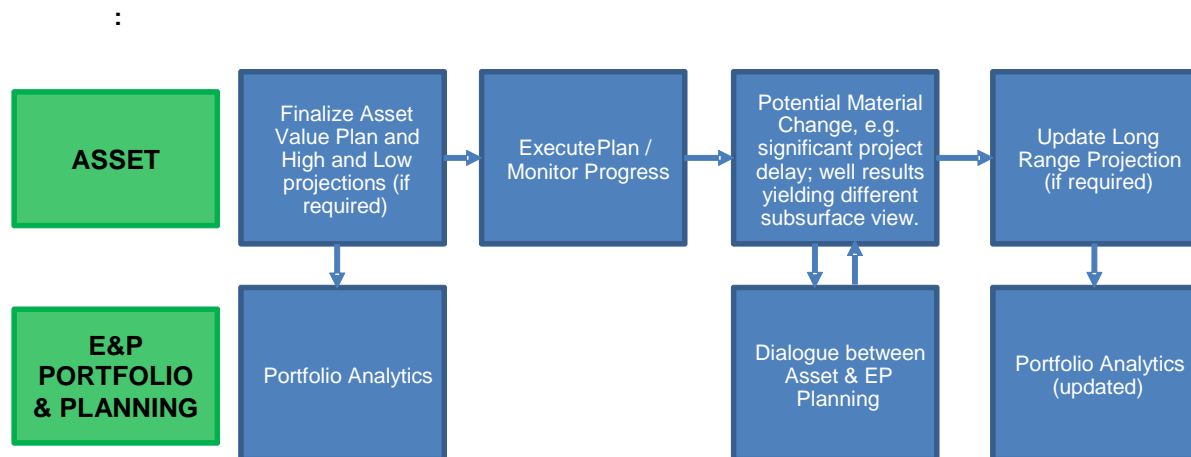 :
ASSET
Finalize Asset
Value Plan and
High and Low
projections (if
required)
ExecutePlan /
Monitor Progress
Potential Material
Change, e.g.
significant project
delay; well results
yielding different
subsurface view.
Update Long
Range Projection
(if required)
E&P
PORTFOLIO
& PLANNING
Portfolio Analytics
Dialogue between
Asset & EP
Planning
Portfolio Analytics
(updated)